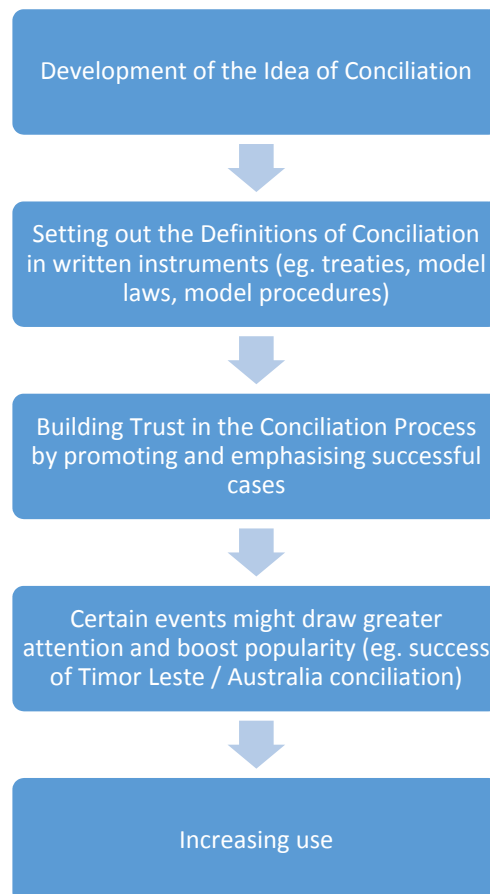 Development of the Idea of Conciliation
Setting out the Definitions of Conciliation
in written instruments (eg. treaties, model
laws, model procedures)
Building Trust in the Conciliation Process
by promoting and emphasising successful
cases
Certain events might draw greater
attention and boost popularity (eg. success
of Timor Leste / Australia conciliation)
Increasing use